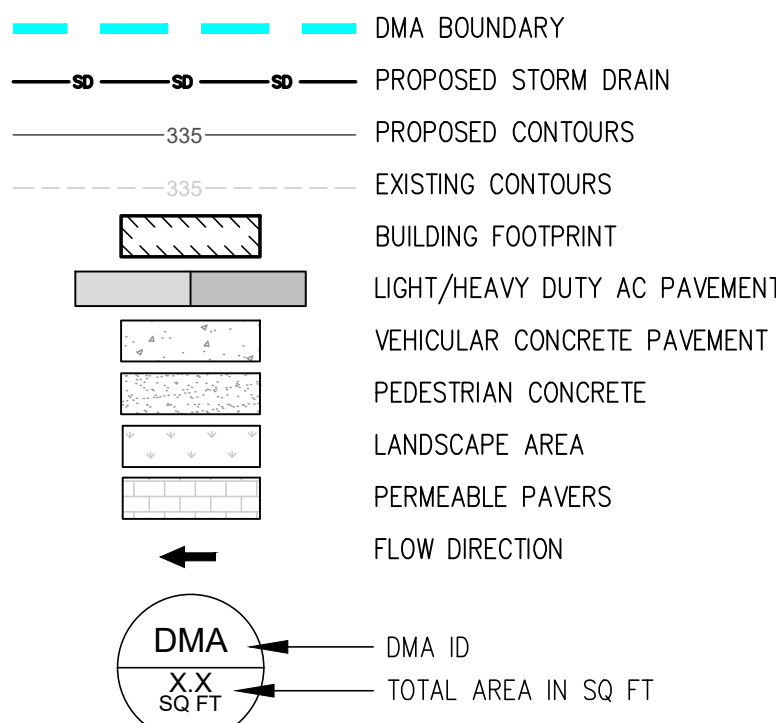 DMA BOUNDARY
SD SD SD PROPOSED STORM DRAIN
335 PROPOSED CONTOURS
335 EXISTING CONTOURS
BUILDING FOOTPRINT
LIGHT/HEAVY DUTY AC PAVEMENT
VEHICULAR CONCRETE PAVEMENT
PEDESTRIAN CONCRETE
LANDSCAPE AREA
PERMEABLE PAVERS
FLOW DIRECTION
DMA DMA ID
X.X TOTAL AREA IN SQ FT
SQ FT